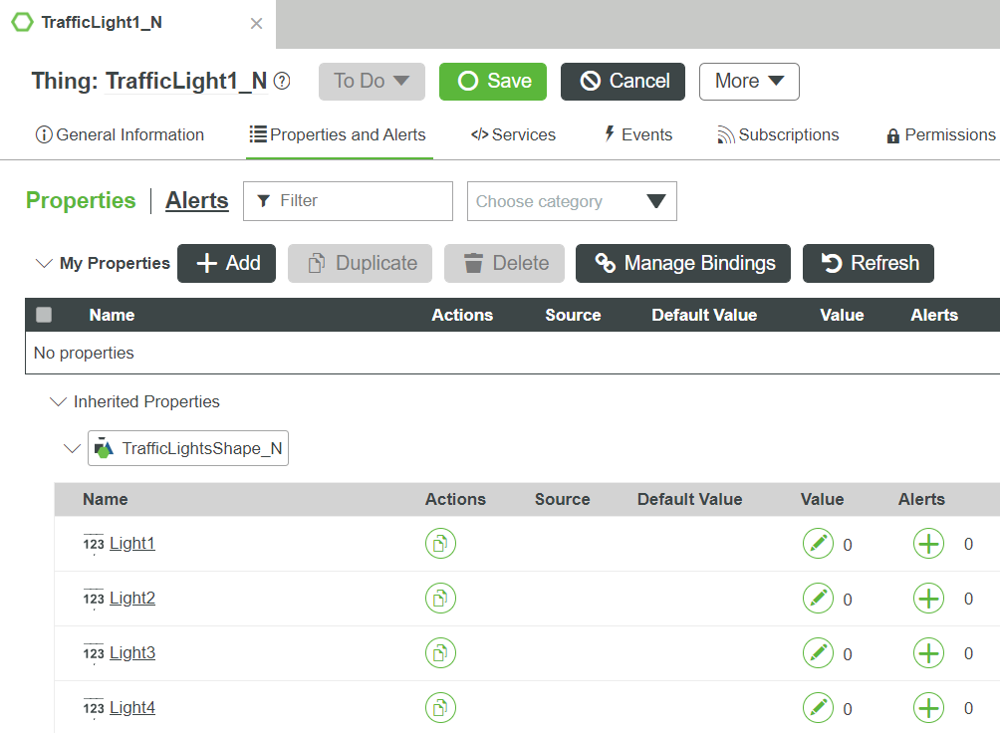 TrafficLight1_N
Thing: TrafficLight1_N ? To Do Save Cancel More
General Information Properties and Alerts Services Events Subscriptions Permissions
Properties | Alerts Filter Choose category
My Properties Add Duplicate Delete Manage Bindings Refresh
Name Actions Source Default Value Value Alerts
No properties
Inherited Properties
TrafficLightsShape_N
Name Actions Source Default Value Value Alerts
123 Light1 0 0
123 Light2 0 0
123 Light3 0 0
123 Light4 0 0